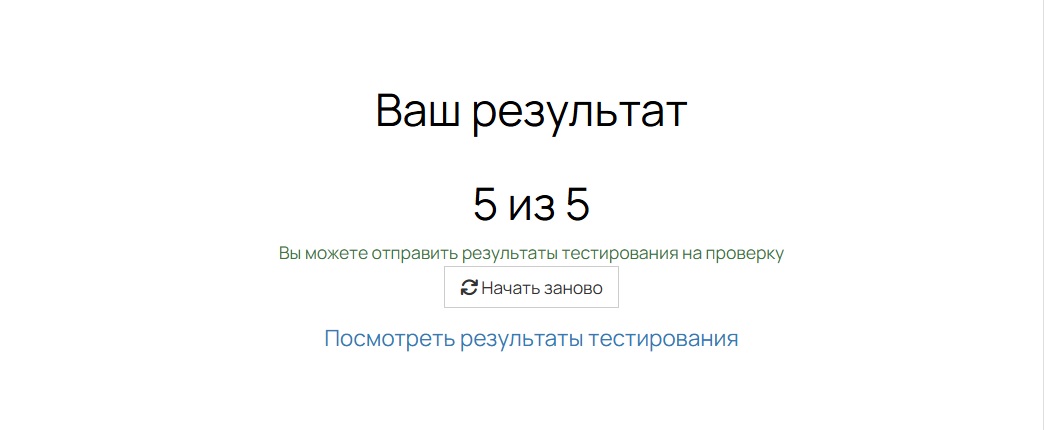 Ваш результат
5 из 5
Вы можете отправить результаты тестирования на проверку
Начать заново
Посмотреть результаты тестирования